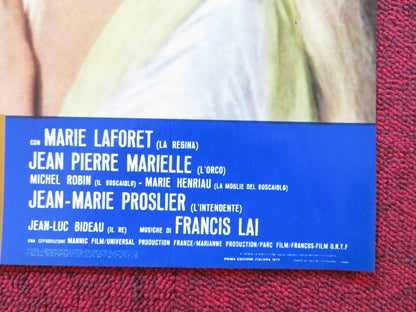 CON MARIE LAFORET (LA REGINA)
JEAN PIERRE MARIELLE (L'ORCO)
MICHEL ROBIN (IL BOSCAIOLO) - MARIE HENRIAU (LA MOGLIE DEL BOSCAIOLO)
JEAN-MARIE PROSLIER (L'INTENDENTE)
JEAN-LUC BIDEAU (IL RE) MUSICHE DI FRANCIS LAI
UNA COPRODUZIONE MANNIC FILM/UNIVERSAL PRODUCTION FRANCE/MARIANNE PRODUCTION/PARC FILM/FRANCOS-FILM O.R.T.F
PRIMA EDIZIONE ITALIANA 1973